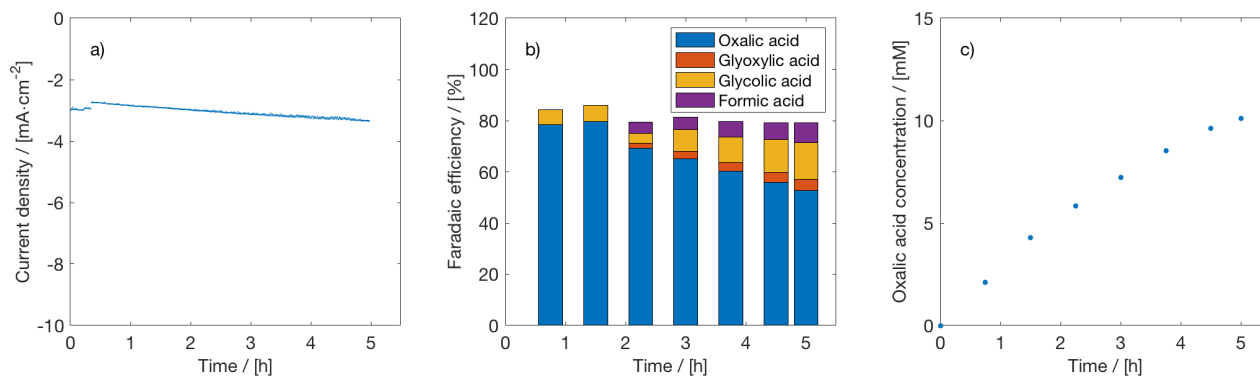 a)
0
-2
-4
-6
-8
-10
0 1 2 3 4 5
Time / [h]
Current density / [mA·cm⁻²]
b)
Oxalic acid
Glyoxylic acid
Glycolic acid
Formic acid
120
100
80
60
40
20
0
0 1 2 3 4 5
Time / [h]
Faradaic efficiency / [%]
c)
15
10
5
0
0 1 2 3 4 5
Time / [h]
Oxalic acid concentration / [mM]